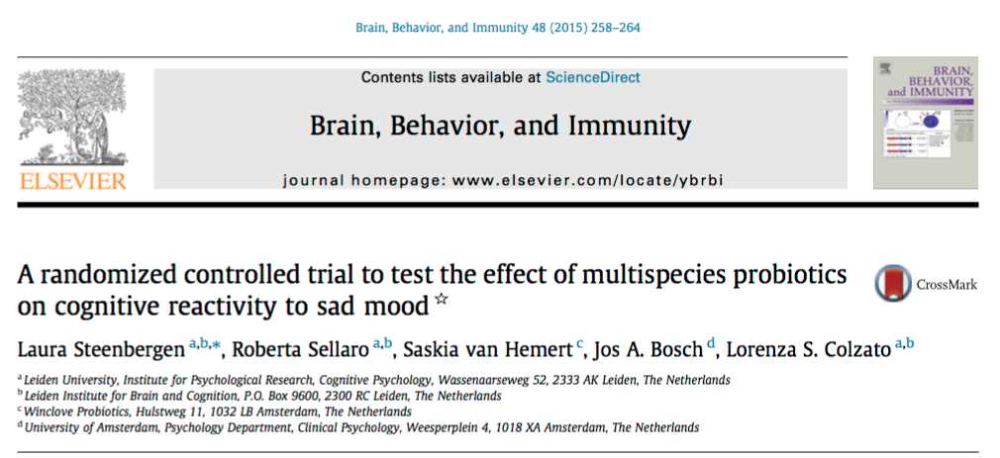 Brain, Behavior, and Immunity 48 (2015) 258–264
Contents lists available at ScienceDirect
Brain, Behavior, and Immunity
journal homepage: www.elsevier.com/locate/ybrbi
ELSEVIER
BRAIN,
BEHAVIOR,
and IMMUNITY
A randomized controlled trial to test the effect of multispecies probiotics
on cognitive reactivity to sad mood ☆
CrossMark
Laura Steenbergen a,b,*, Roberta Sellaro a,b, Saskia van Hemert c, Jos A. Bosch d, Lorenza S. Colzato a,b
a Leiden University, Institute for Psychological Research, Cognitive Psychology, Wassenaarseweg 52, 2333 AK Leiden, The Netherlands
b Leiden Institute for Brain and Cognition, P.O. Box 9600, 2300 RC Leiden, The Netherlands
c Winclove Probiotics, Hulstweg 11, 1032 LB Amsterdam, The Netherlands
d University of Amsterdam, Psychology Department, Clinical Psychology, Weesperplein 4, 1018 XA Amsterdam, The Netherlands